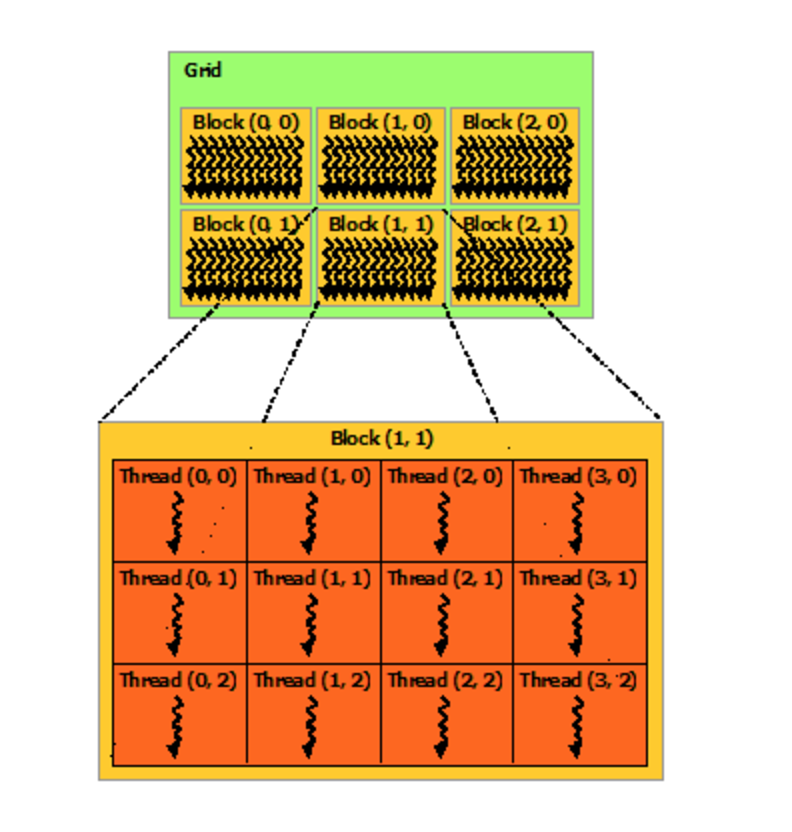 Grid
Block (0, 0) Block (1, 0) Block (2, 0)
Block (0, 1) Block (1, 1) Block (2, 1)
Block (1, 1)
Thread (0, 0) Thread (1, 0) Thread (2, 0) Thread (3, 0)
Thread (0, 1) Thread (1, 1) Thread (2, 1) Thread (3, 1)
Thread (0, 2) Thread (1, 2) Thread (2, 2) Thread (3, 2)